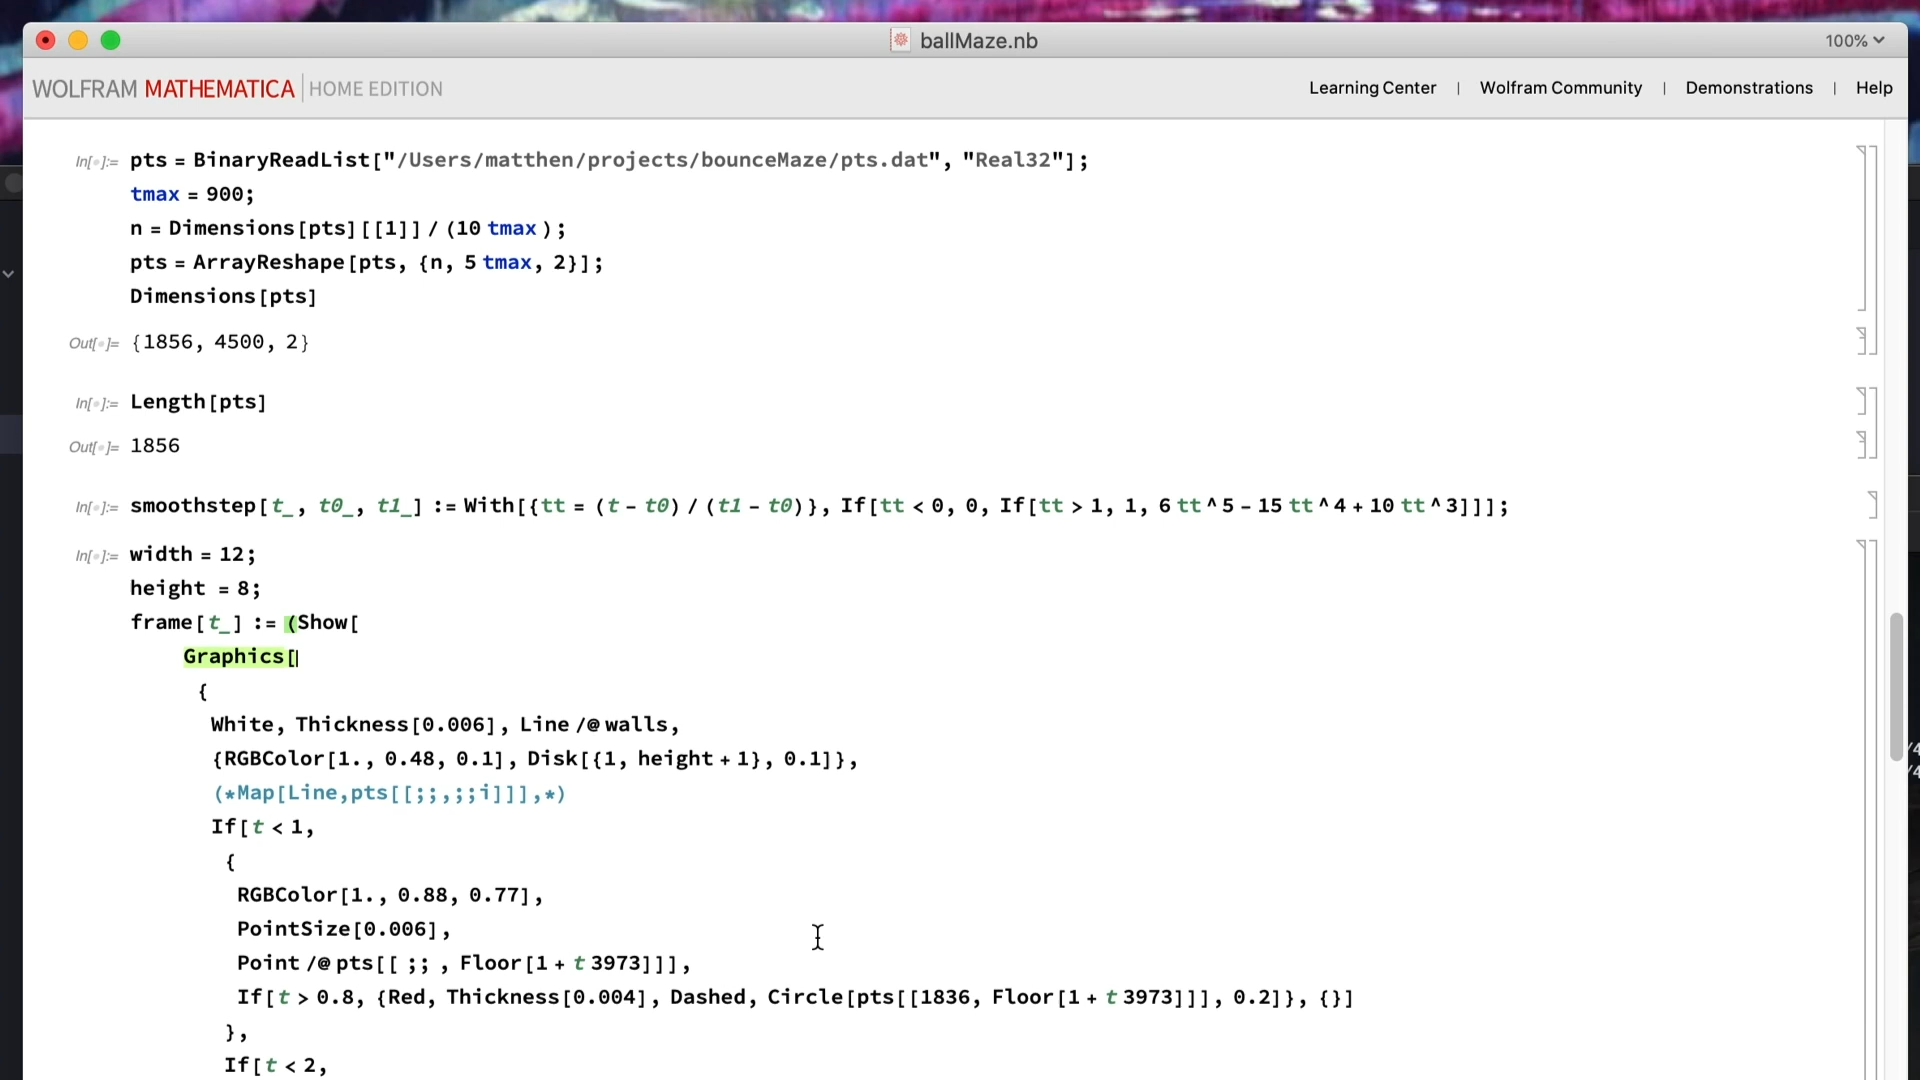 ballMaze.nb
100%
WOLFRAM MATHEMATICA | HOME EDITION
Learning Center | Wolfram Community | Demonstrations | Help
In[ ]:= pts = BinaryReadList["/Users/matthen/projects/bounceMaze/pts.dat", "Real32"];
tmax = 900;
n = Dimensions[pts][[1]] / (10 tmax );
pts = ArrayReshape[pts, {n, 5 tmax, 2}];
Dimensions[pts]
Out[ ]= {1856, 4500, 2}
In[ ]:= Length[pts]
Out[ ]= 1856
In[ ]:= smoothstep[t_, t0_, t1_] := With[{tt = (t - t0) / (t1 - t0)}, If[tt < 0, 0, If[tt > 1, 1, 6 tt ^ 5 - 15 tt ^ 4 + 10 tt ^ 3]]];
In[ ]:= width = 12;
height = 8;
frame[t_] := (Show[
Graphics[
{
White, Thickness[0.006], Line /@ walls,
{RGBColor[1., 0.48, 0.1], Disk[{1, height + 1}, 0.1]},
(*Map[Line,pts[[;;,;;i]]],*)
If[t < 1,
{
RGBColor[1., 0.88, 0.77],
PointSize[0.006],
Point /@ pts[[ ;; , Floor[1 + t 3973]]],
If[t > 0.8, {Red, Thickness[0.004], Dashed, Circle[pts[[1836, Floor[1 + t 3973]]], 0.2]}, {}]
},
If[t < 2,